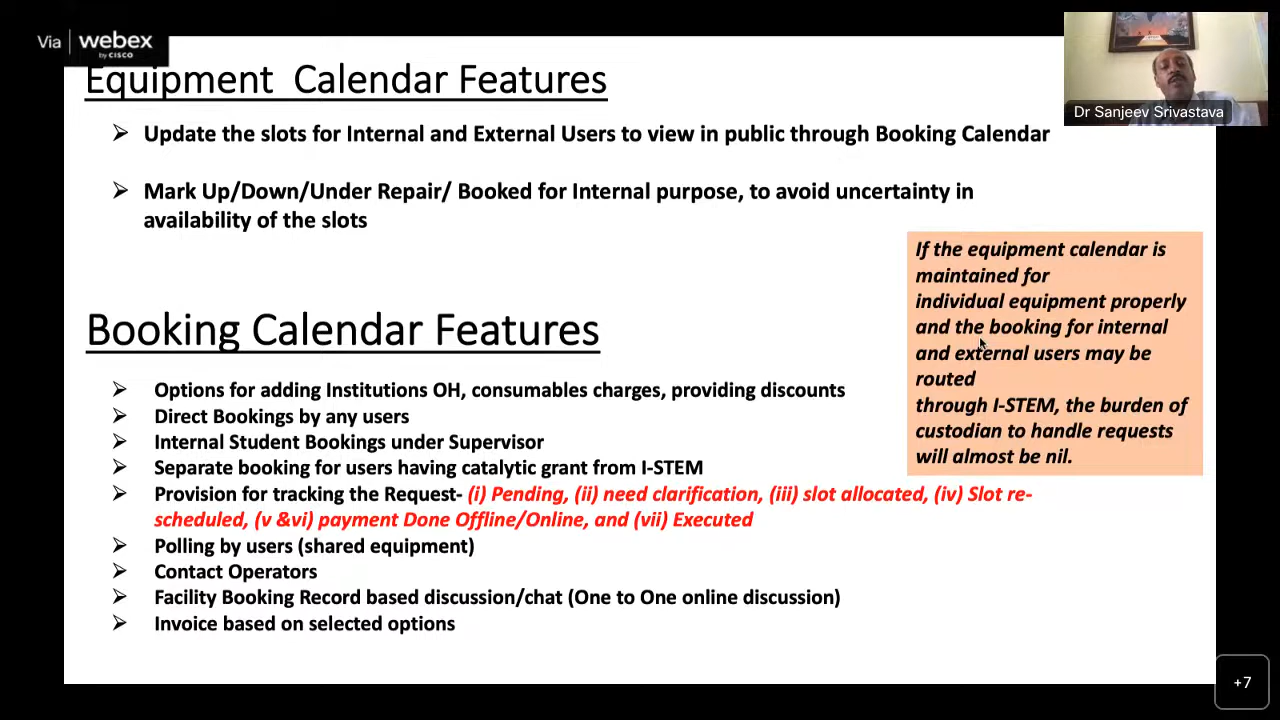 Via webex
by CISCO
Equipment Calendar Features
Dr Sanjeev Srivastava
➢ Update the slots for Internal and External Users to view in public through Booking Calendar
➢ Mark Up/Down/Under Repair/ Booked for Internal purpose, to avoid uncertainty in
availability of the slots
If the equipment calendar is
maintained for
individual equipment properly
and the booking for internal
and external users may be
routed
through I-STEM, the burden of
custodian to handle requests
will almost be nil.
Booking Calendar Features
➢ Options for adding Institutions OH, consumables charges, providing discounts
➢ Direct Bookings by any users
➢ Internal Student Bookings under Supervisor
➢ Separate booking for users having catalytic grant from I-STEM
➢ Provision for tracking the Request- (i) Pending, (ii) need clarification, (iii) slot allocated, (iv) Slot re-
scheduled, (v &vi) payment Done Offline/Online, and (vii) Executed
➢ Polling by users (shared equipment)
➢ Contact Operators
➢ Facility Booking Record based discussion/chat (One to One online discussion)
➢ Invoice based on selected options
+7